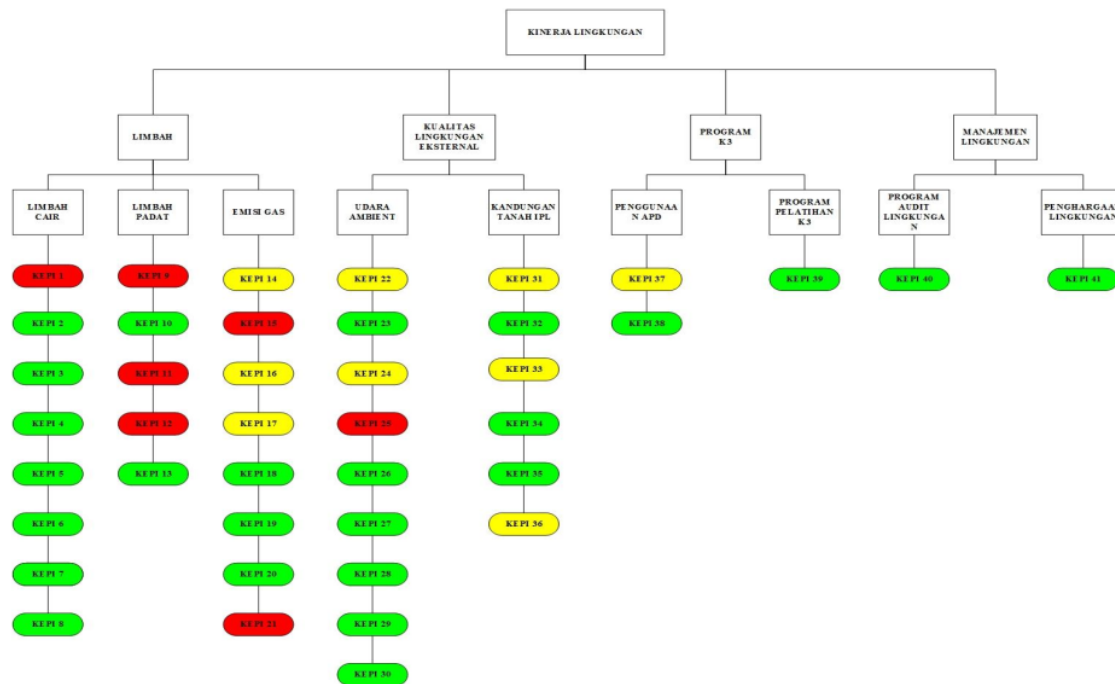 KINERJA LINGKUNGAN
LIMBAH
KUALITAS
LINGKUNGAN
EKSTERNAL
PROGRAM
K3
MANAJEMEN
LINGKUNGAN
LIMBAH
CAIR
LIMBAH
PADAT
EMISI GAS
UDARA
AMBIENT
KANDUNGAN
TANAH IPL
PENGGUNAA
N APD
PROGRAM
PELATIHAN
K3
PROGRAM
AUDIT
LINGKUNGA
N
PENGHARGAAN
LINGKUNGAN
KEPI 1
KEPI 2
KEPI 3
KEPI 4
KEPI 5
KEPI 6
KEPI 7
KEPI 8
KEPI 9
KEPI 10
KEPI 11
KEPI 12
KEPI 13
KEPI 14
KEPI 15
KEPI 16
KEPI 17
KEPI 18
KEPI 19
KEPI 20
KEPI 21
KEPI 22
KEPI 23
KEPI 24
KEPI 25
KEPI 26
KEPI 27
KEPI 28
KEPI 29
KEPI 30
KEPI 31
KEPI 32
KEPI 33
KEPI 34
KEPI 35
KEPI 36
KEPI 37
KEPI 38
KEPI 39
KEPI 40
KEPI 41